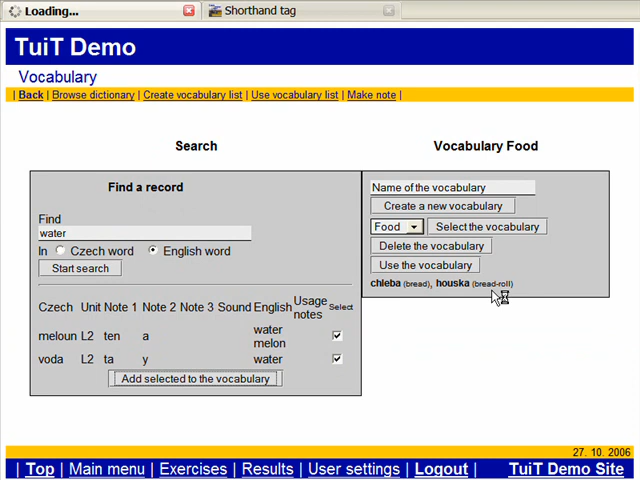 Loading...
Shorthand tag
TuiT Demo
Vocabulary
| Back | Browse dictionary | Create vocabulary list | Use vocabulary list | Make note |
Search
Find a record
Find
water
In Czech word English word
Start search
Czech Unit Note 1 Note 2 Note 3 Sound English Usage notes Select
meloun L2 ten a water melon
voda L2 ta y water
Add selected to the vocabulary
Vocabulary Food
Name of the vocabulary
Create a new vocabulary
Food Select the vocabulary
Delete the vocabulary
Use the vocabulary
chleba (bread), houska (bread-roll)
27. 10. 2006
| Top | Main menu | Exercises | Results | User settings | Logout | TuiT Demo Site